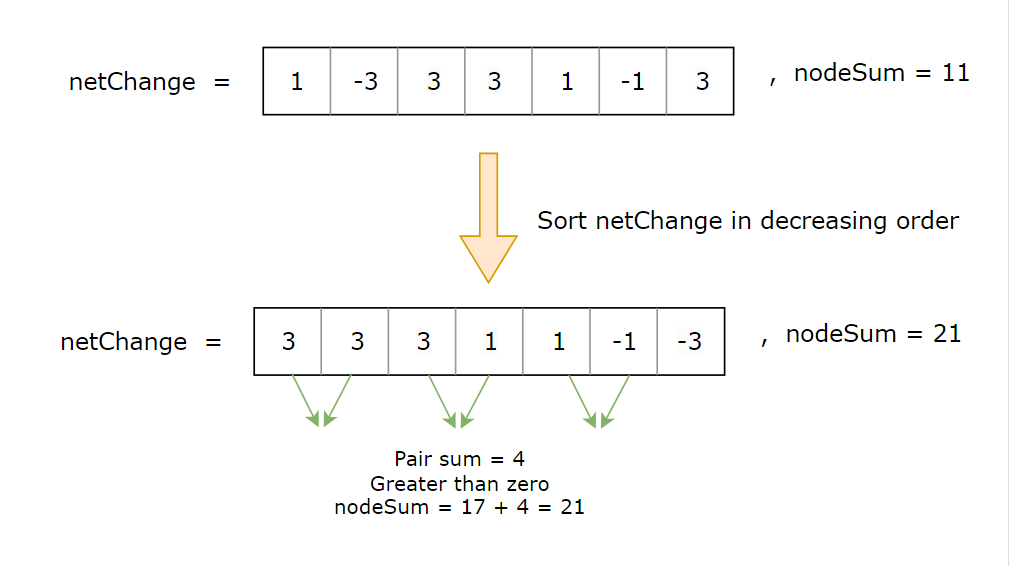 netChange = 1 -3 3 3 1 -1 3 , nodeSum = 11
Sort netChange in decreasing order
netChange = 3 3 3 1 1 -1 -3 , nodeSum = 21
Pair sum = 4
Greater than zero
nodeSum = 17 + 4 = 21